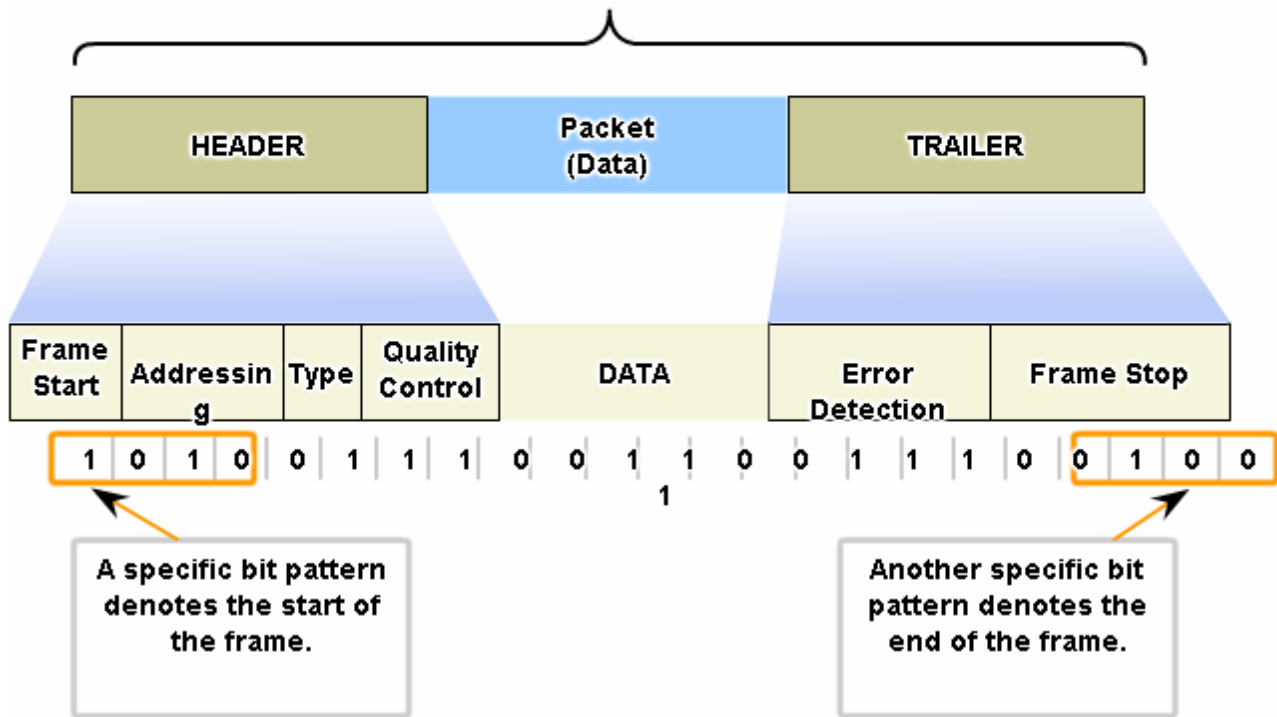 HEADER
Packet
(Data)
TRAILER
Frame
Start
Addressin
g
Type
Quality
Control
DATA
Error
Detection
Frame Stop
1 0 1 0 0 1 1 1 0 0 1 1 0 0 1 1 1 0 0 1 0 0
1
A specific bit pattern
denotes the start of
the frame.
Another specific bit
pattern denotes the
end of the frame.